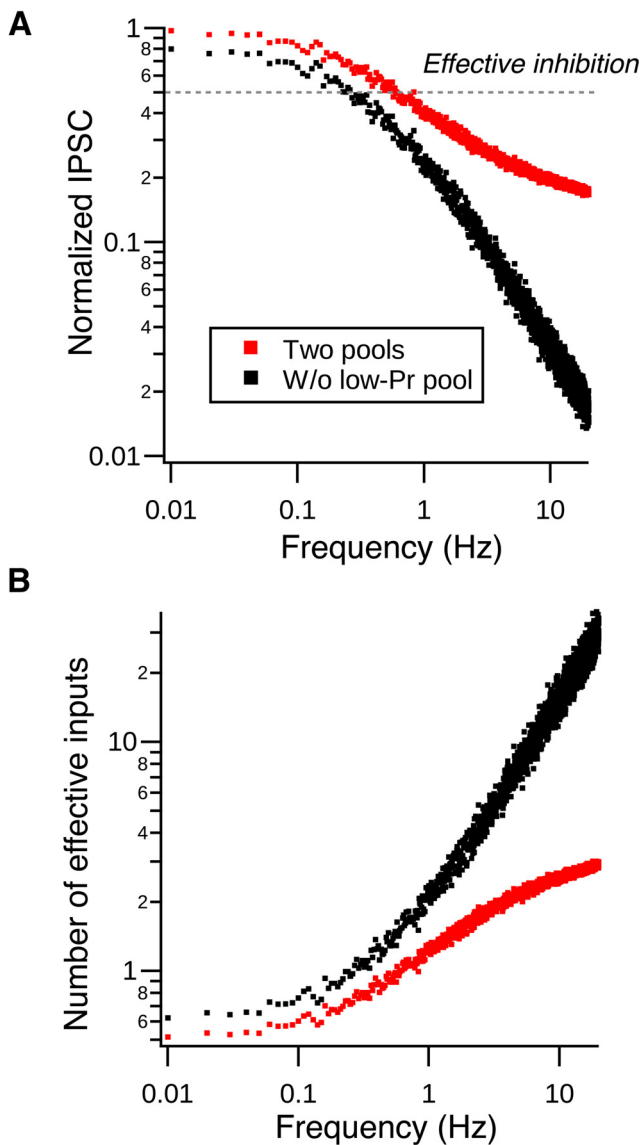 A
1
8
6
4
2
0.1
8
6
4
2
0.01
Normalized IPSC
Effective inhibition
Two pools
W/o low-Pr pool
0.01 0.1 1 10
Frequency (Hz)
B
2
10
8
6
4
2
1
8
6
Number of effective inputs
0.01 0.1 1 10
Frequency (Hz)